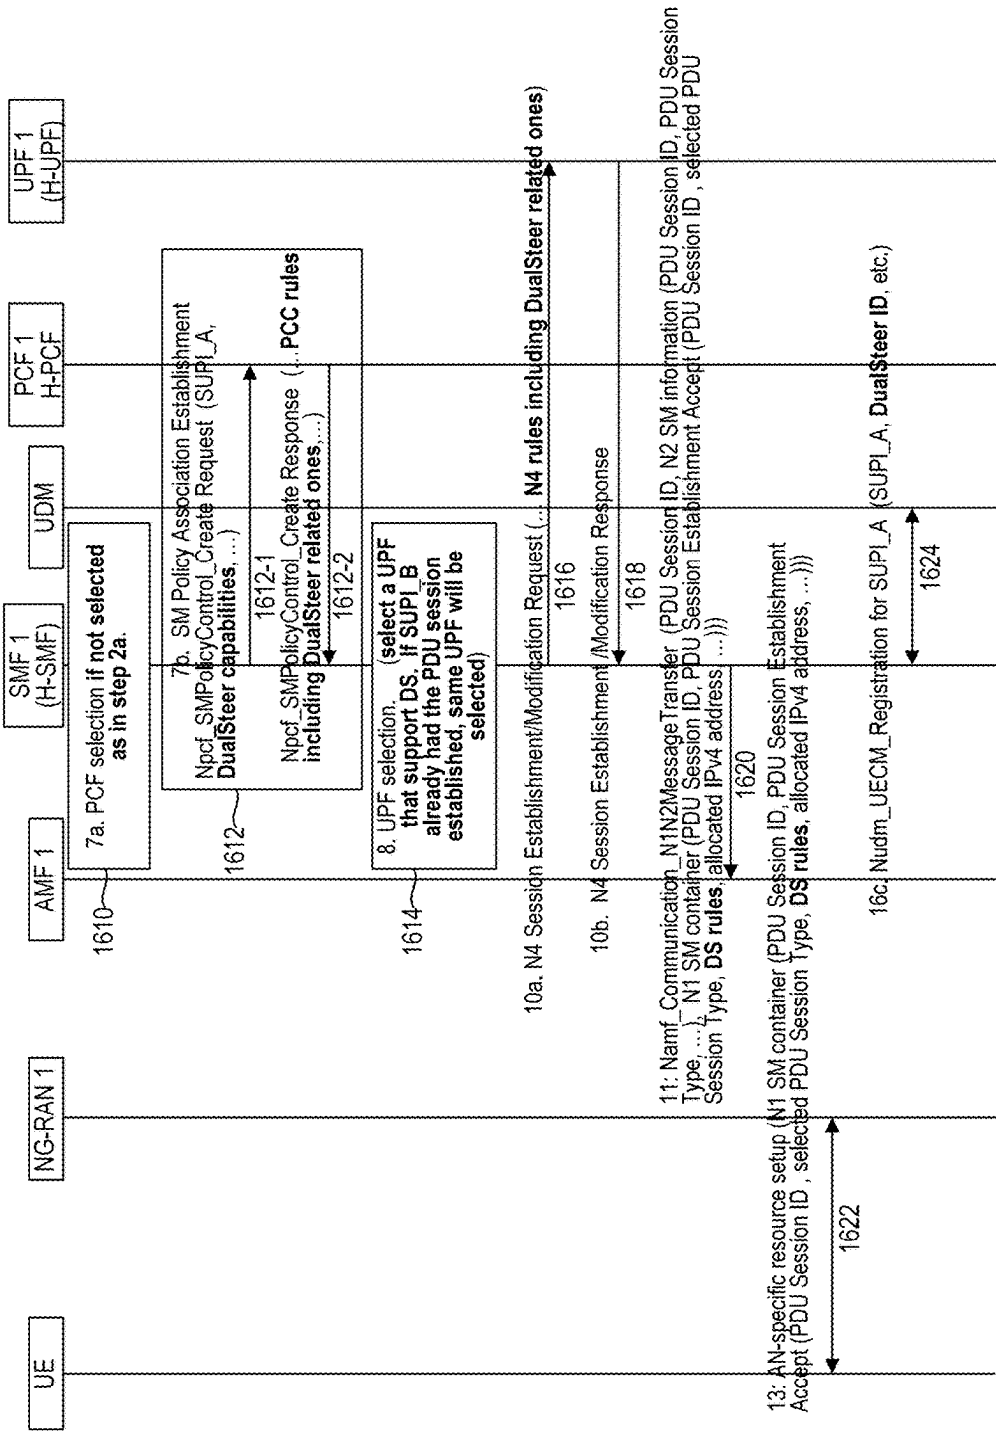 UE
NG-RAN 1
AMF 1
SMF 1
(H-SMF)
UDM
PCF 1
H-PCF
UPF 1
(H-UPF)
7a. PCF selection if not selected
as in step 2a.
1610
7b. SM Policy Association Establishment
Npcf_SMPolicyControl_Create Request (SUPI_A,
DualSteer capabilities,...)
1612-1
Npcf_SMPolicyControl_Create Response (...PCC rules
including DualSteer related ones,...)
1612-2
1612
8. UPF selection. (select a UPF
that support DS. If SUPI_B
already had the PDU session
established, same UPF will be
selected)
1614
10a. N4 Session Establishment/Modification Request (... N4 rules including DualSteer related ones)
1616
10b. N4 Session Establishment /Modification Response
1618
11: Namf_Communication_N1N2MessageTransfer (PDU Session ID, N2 SM information (PDU Session ID, PDU Session
Type, ...), N1 SM container (PDU Session ID, PDU Session Establishment Accept (PDU Session ID , selected PDU
Session Type, DS rules, allocated IPv4 address, ...)))
1620
13: AN-specific resource setup (N1 SM container (PDU Session ID, PDU Session Establishment
Accept (PDU Session ID , selected PDU Session Type, DS rules, allocated IPv4 address, ...)))
1622
16c. Nudm_UECM_Registration for SUPI_A (SUPI_A, DualSteer ID, etc.)
1624